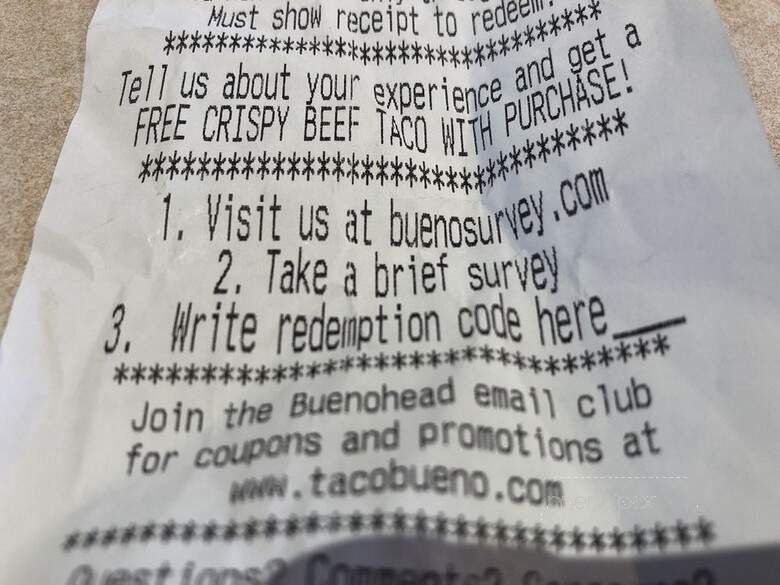 Must show receipt to redeem.
***********************************
Tell us about your experience and get a
FREE CRISPY BEEF TACO WITH PURCHASE!
***********************************
1. Visit us at buenosurvey.com
2. Take a brief survey
3. Write redemption code here___
***********************************
Join the Buenohead email club
for coupons and promotions at
www.tacobueno.com
***********************************
Questions? Comments?